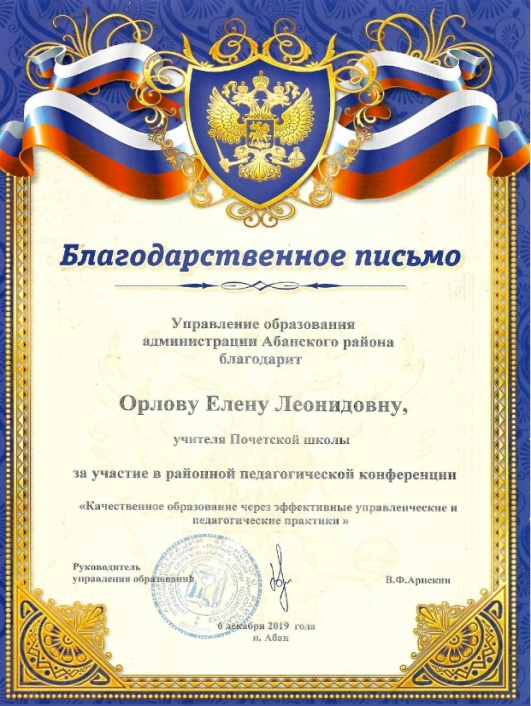 Благодарственное письмо
Управление образования
администрации Абанского района
благодарит
Орлову Елену Леонидовну,
учителя Почетской школы
за участие в районной педагогической конференции
«Качественное образование через эффективные управленческие и
педагогические практики »
Руководитель
управления образования
В.Ф.Арискин
6 декабря 2019 года
п. Абан